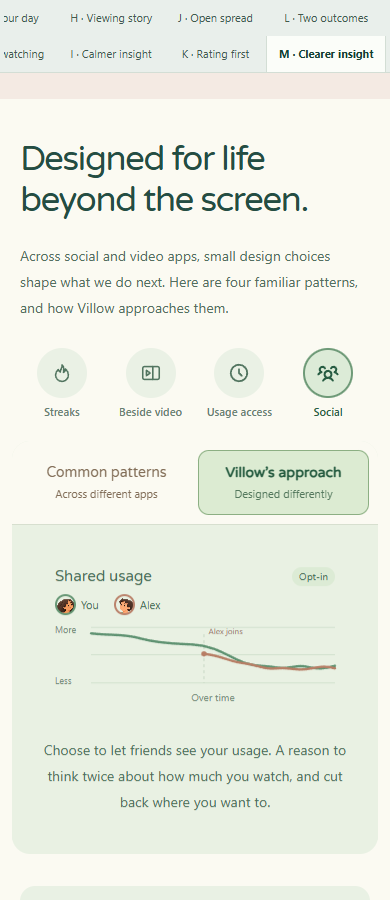 our day H · Viewing story J · Open spread L · Two outcomes
watching I · Calmer insight K · Rating first M · Clearer insight
Designed for life
beyond the screen.
Across social and video apps, small design choices
shape what we do next. Here are four familiar patterns,
and how Villow approaches them.
Streaks Beside video Usage access Social
Common patterns Villow's approach
Across different apps Designed differently
Shared usage Opt-in
You Alex
More Alex joins
Less
Over time
Choose to let friends see your usage. A reason to
think twice about how much you watch, and cut
back where you want to.